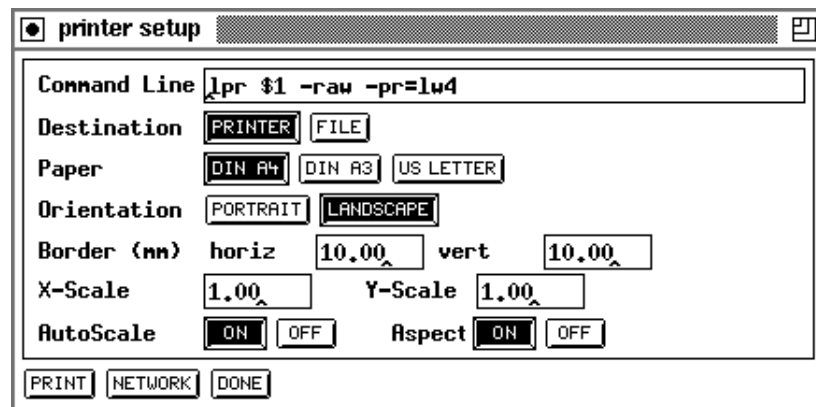 printer setup
Command Line lpr $1 -raw -pr=lw4
Destination PRINTER FILE
Paper DIN A4 DIN A3 US LETTER
Orientation PORTRAIT LANDSCAPE
Border (mm) horiz 10.00 vert 10.00
X-Scale 1.00 Y-Scale 1.00
AutoScale ON OFF Aspect ON OFF
PRINT NETWORK DONE